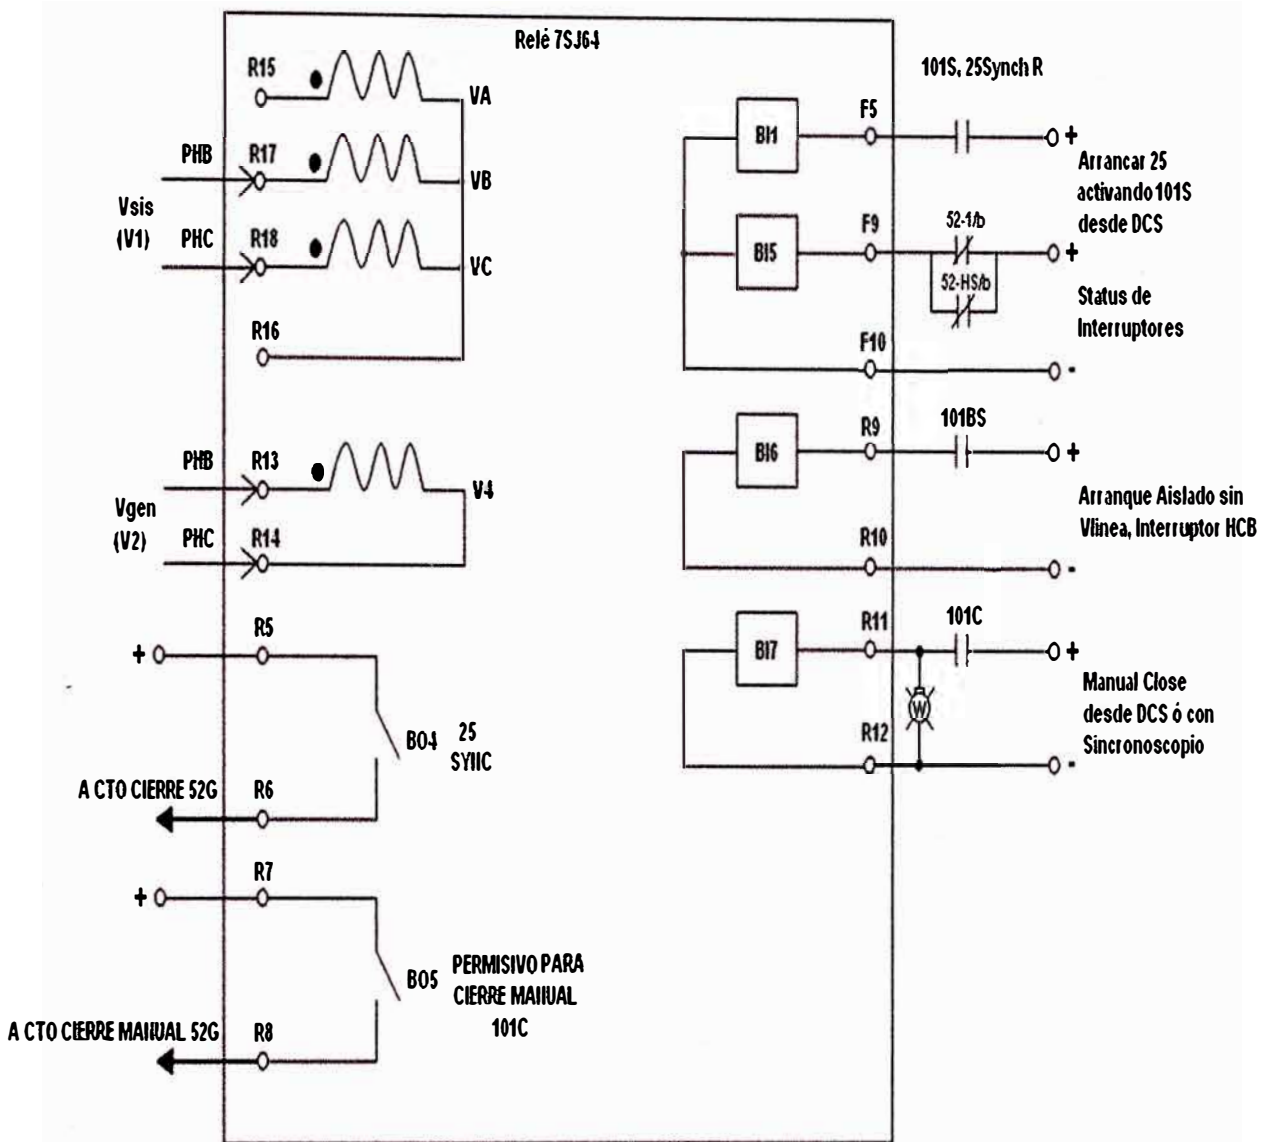 Relé 7SJ64
R15
VA
PHB
R17
VB
Vsis
(V1)
PHC
R18
VC
R16
PHB
R13
V4
Vgen
(V2)
PHC
R14
+
R5
BO4
25
SYIIC
A CTO CIERRE 52G
R6
+
R7
BO5
PERMISIVO PARA
CIERRE MAIIUAL
101C
A CTO CIERRE MAIIUAL 52G
R8
101S, 25Synch R
BI1
F5
+
Arrancar 25
activando 101S
desde DCS
BI5
F9
52-1/b
+
52-HS/b
Status de
Interruptores
F10
-
BI6
R9
101BS
+
Arranque Aislado sin
Vlinea, Interruptor HCB
R10
-
BI7
R11
101C
+
W
Manual Close
desde DCS ó con
Sincronoscopio
R12
-